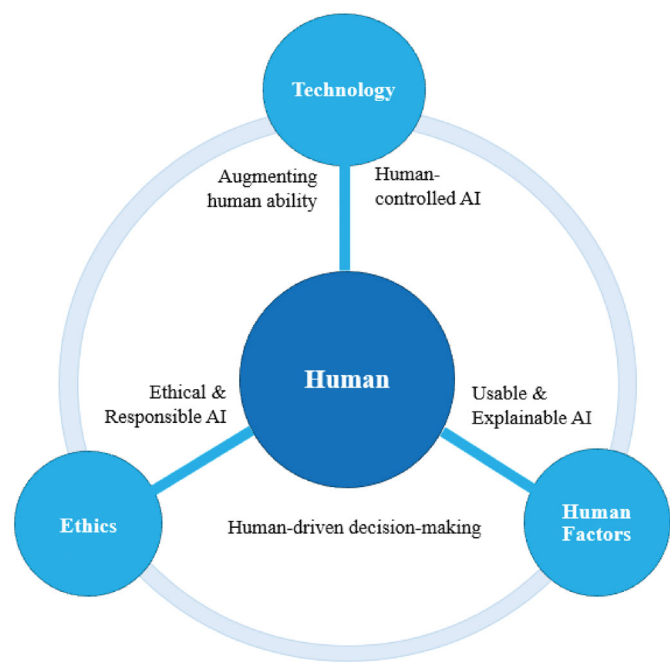 Technology
Augmenting
human ability
Human-
controlled AI
Human
Ethical &
Responsible AI
Usable &
Explainable AI
Ethics
Human-driven decision-making
Human
Factors